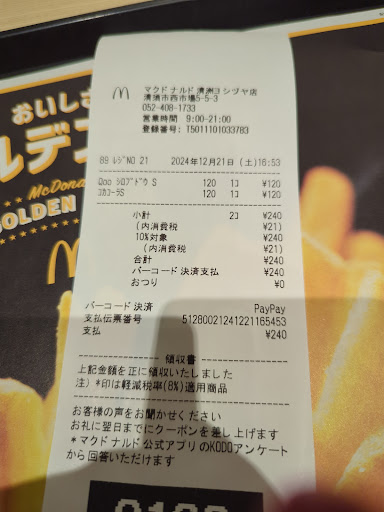 マクドナルド清洲ヨシヅヤ店
清須市西市場5-5-3
052-408-1733
営業時間 9:00-21:00
登録番号: T5011101033783
89 レジNO 21 2024年12月21日(土)16:53
Qoo シロブドウ S 120 1コ ¥120
コカコーラS 120 1コ ¥120
小計 2コ ¥240
(内消費税 ¥21)
10%対象 ¥240
(内消費税 ¥21)
合計 ¥240
バーコード決済支払 ¥240
おつり ¥0
バーコード決済 PayPay
支払伝票番号 51280021241221165453
支払 ¥240
領収書
上記金額を正に領収いたしました
注) *印は軽減税率(8%)適用商品
お客様の声をお聞かせください
お礼に翌日までにクーポンを差し上げます
*マクドナルド公式アプリのKODOアンケート
から回答いただけます
おいしさ
ルデ
McDona
GOLDEN